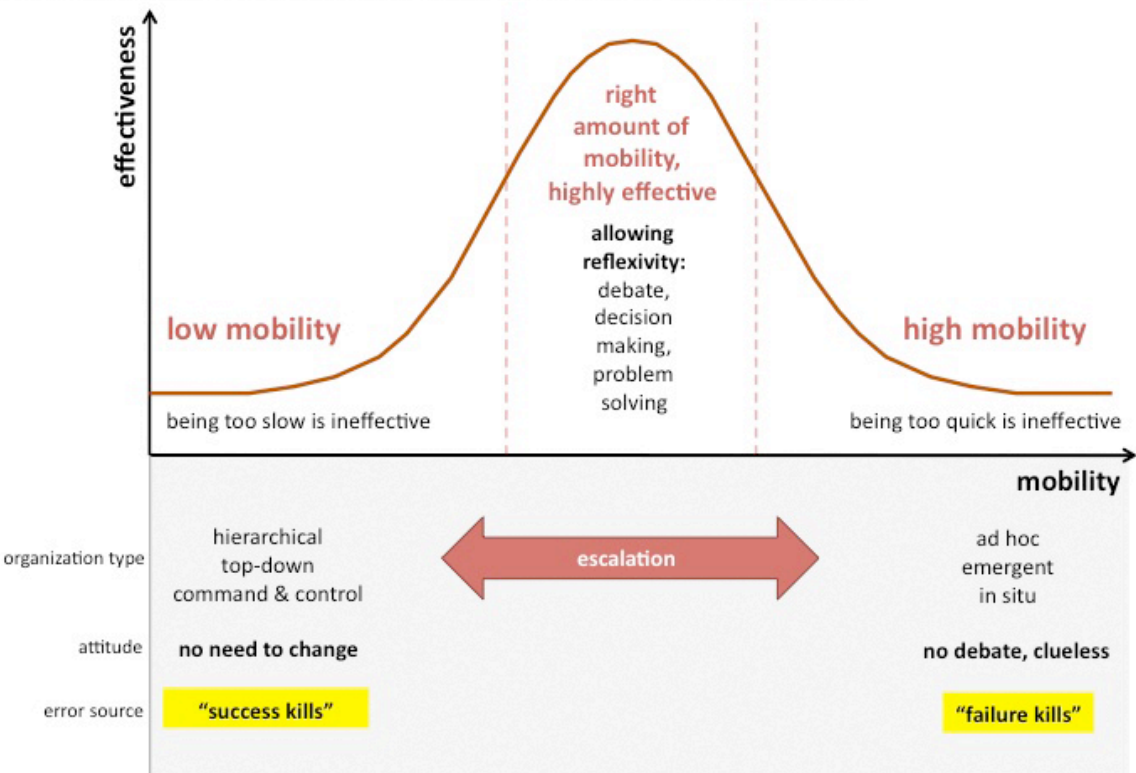 effectiveness
right
amount of
mobility,
highly effective
allowing
reflexivity:
debate,
decision
making,
problem
solving
low mobility
high mobility
being too slow is ineffective
being too quick is ineffective
mobility
organization type
hierarchical
top-down
command & control
escalation
ad hoc
emergent
in situ
attitude
no need to change
no debate, clueless
error source
“success kills”
“failure kills”